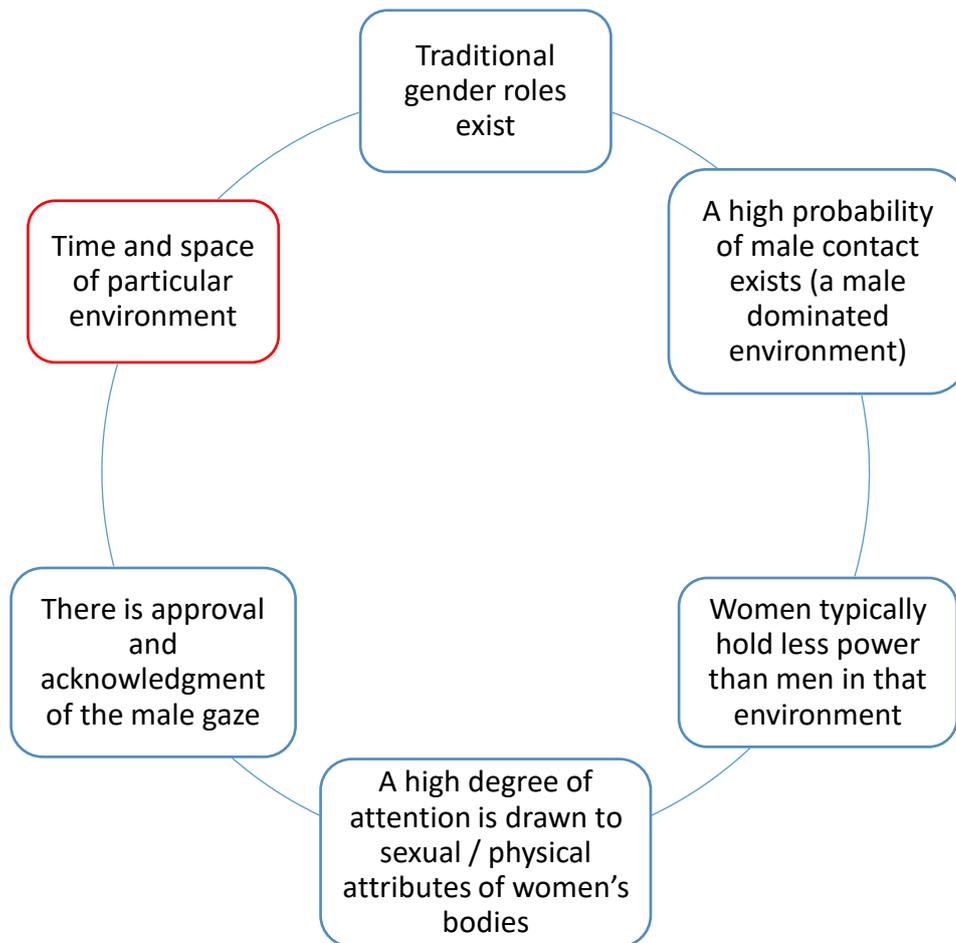 Traditional
gender roles
exist
A high probability
of male contact
exists (a male
dominated
environment)
Women typically
hold less power
than men in that
environment
A high degree of
attention is drawn to
sexual / physical
attributes of women’s
bodies
There is approval
and
acknowledgment
of the male gaze
Time and space
of particular
environment